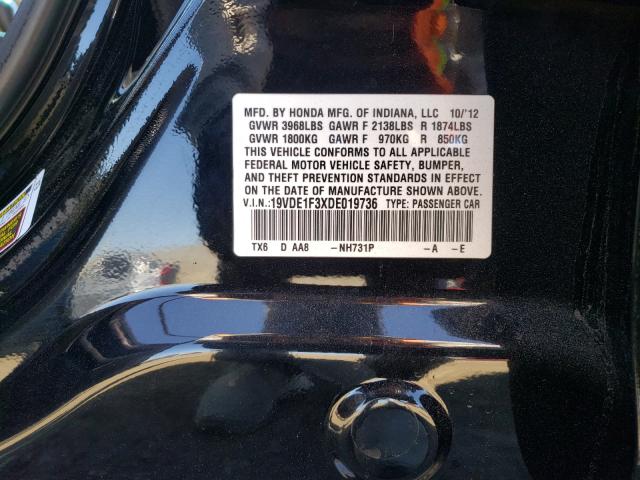 MFD. BY HONDA MFG. OF INDIANA, LLC 10/'12
GVWR 3968LBS GAWR F 2138LBS R 1874LBS
GVWR 1800KG GAWR F 970KG R 850KG
THIS VEHICLE CONFORMS TO ALL APPLICABLE
FEDERAL MOTOR VEHICLE SAFETY, BUMPER,
AND THEFT PREVENTION STANDARDS IN EFFECT
ON THE DATE OF MANUFACTURE SHOWN ABOVE.
V.I.N.:19VDE1F3XDE019736 TYPE: PASSENGER CAR
TX6 D AA8 -NH731P -A -E